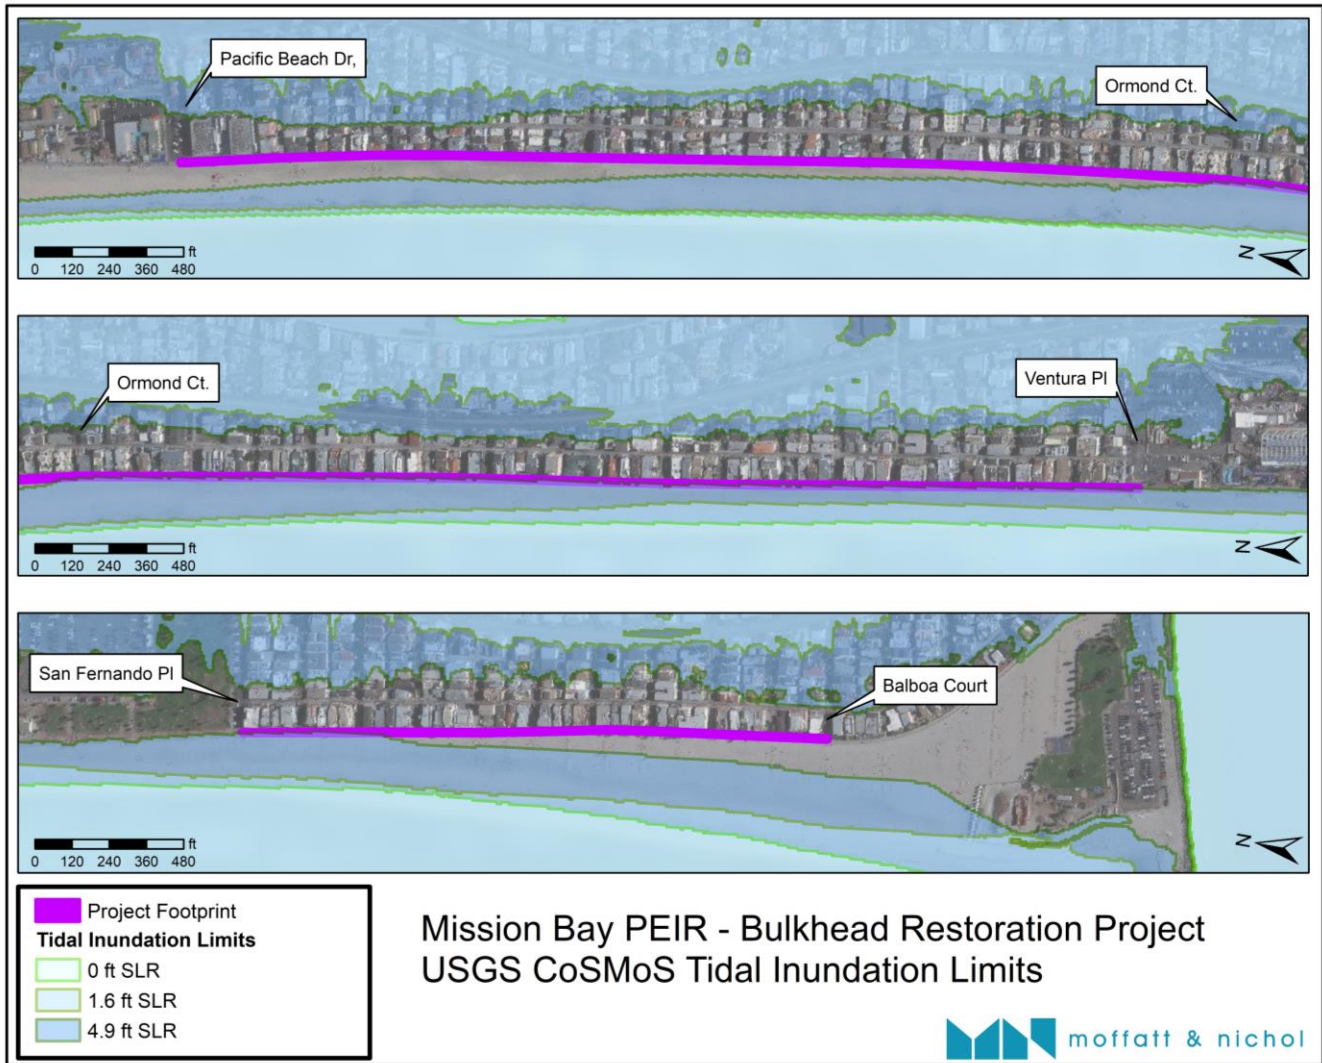 Pacific Beach Dr,
Ormond Ct.
ft
0 120 240 360 480
N
Ormond Ct.
Ventura Pl
ft
0 120 240 360 480
N
San Fernando Pl
Balboa Court
ft
0 120 240 360 480
N
Project Footprint
Tidal Inundation Limits
0 ft SLR
1.6 ft SLR
4.9 ft SLR
Mission Bay PEIR - Bulkhead Restoration Project
USGS CoSMoS Tidal Inundation Limits
moffatt & nichol